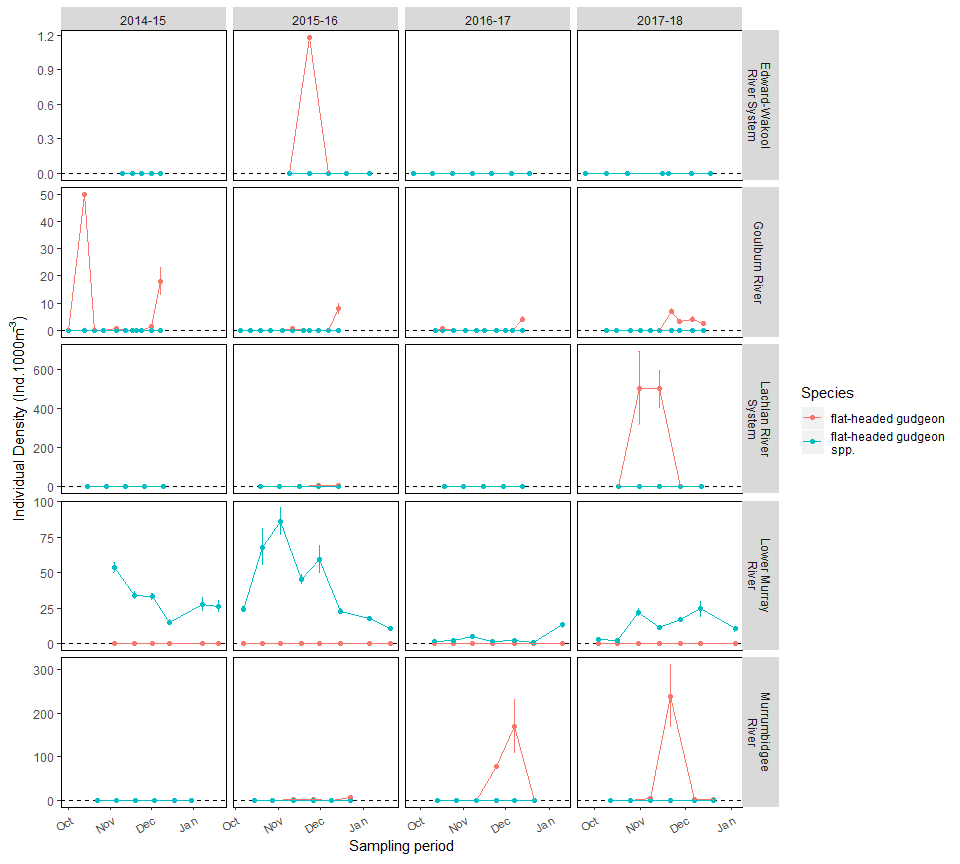 2014-15
2015-16
2016-17
2017-18
Individual Density (Ind.1000m⁻³)
1.2
0.9
0.6
0.3
0.0
Edward-Wakool
River System
50
40
30
20
10
0
Goulburn River
600
400
200
0
Lachlan River
System
100
75
50
25
0
Lower Murray
River
300
200
100
0
Murrumbidgee
River
Oct Nov Dec Jan
Oct Nov Dec Jan
Oct Nov Dec Jan
Oct Nov Dec Jan
Sampling period
Species
flat-headed gudgeon
flat-headed gudgeon
spp.